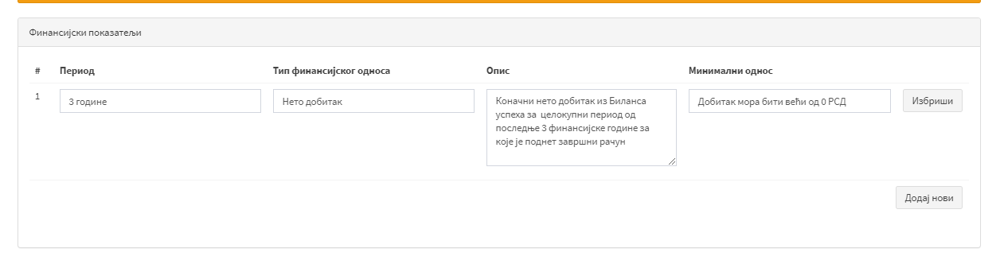 Финансијски показатељи
# Период Тип финансијског односа Опис Минимални однос
1 3 године Нето добитак Коначни нето добитак из Биланса Добитак мора бити већи од 0 РСД Избриши
успеха за целокупни период од
последње 3 финансијске године за
које је поднет завршни рачун
Додај нови